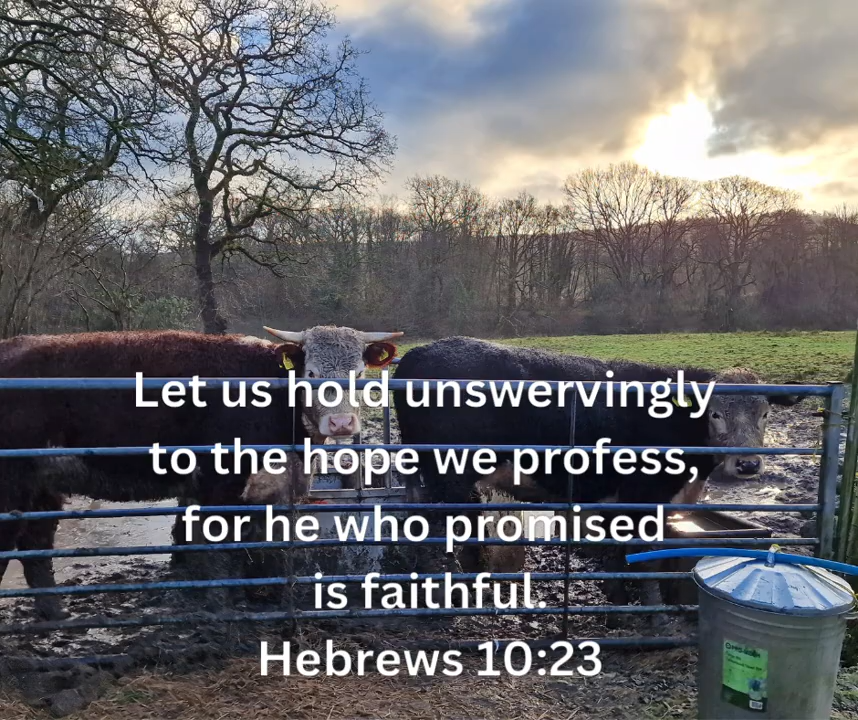 Let us hold unswervingly
to the hope we profess,
for he who promised
is faithful.
Hebrews 10:23